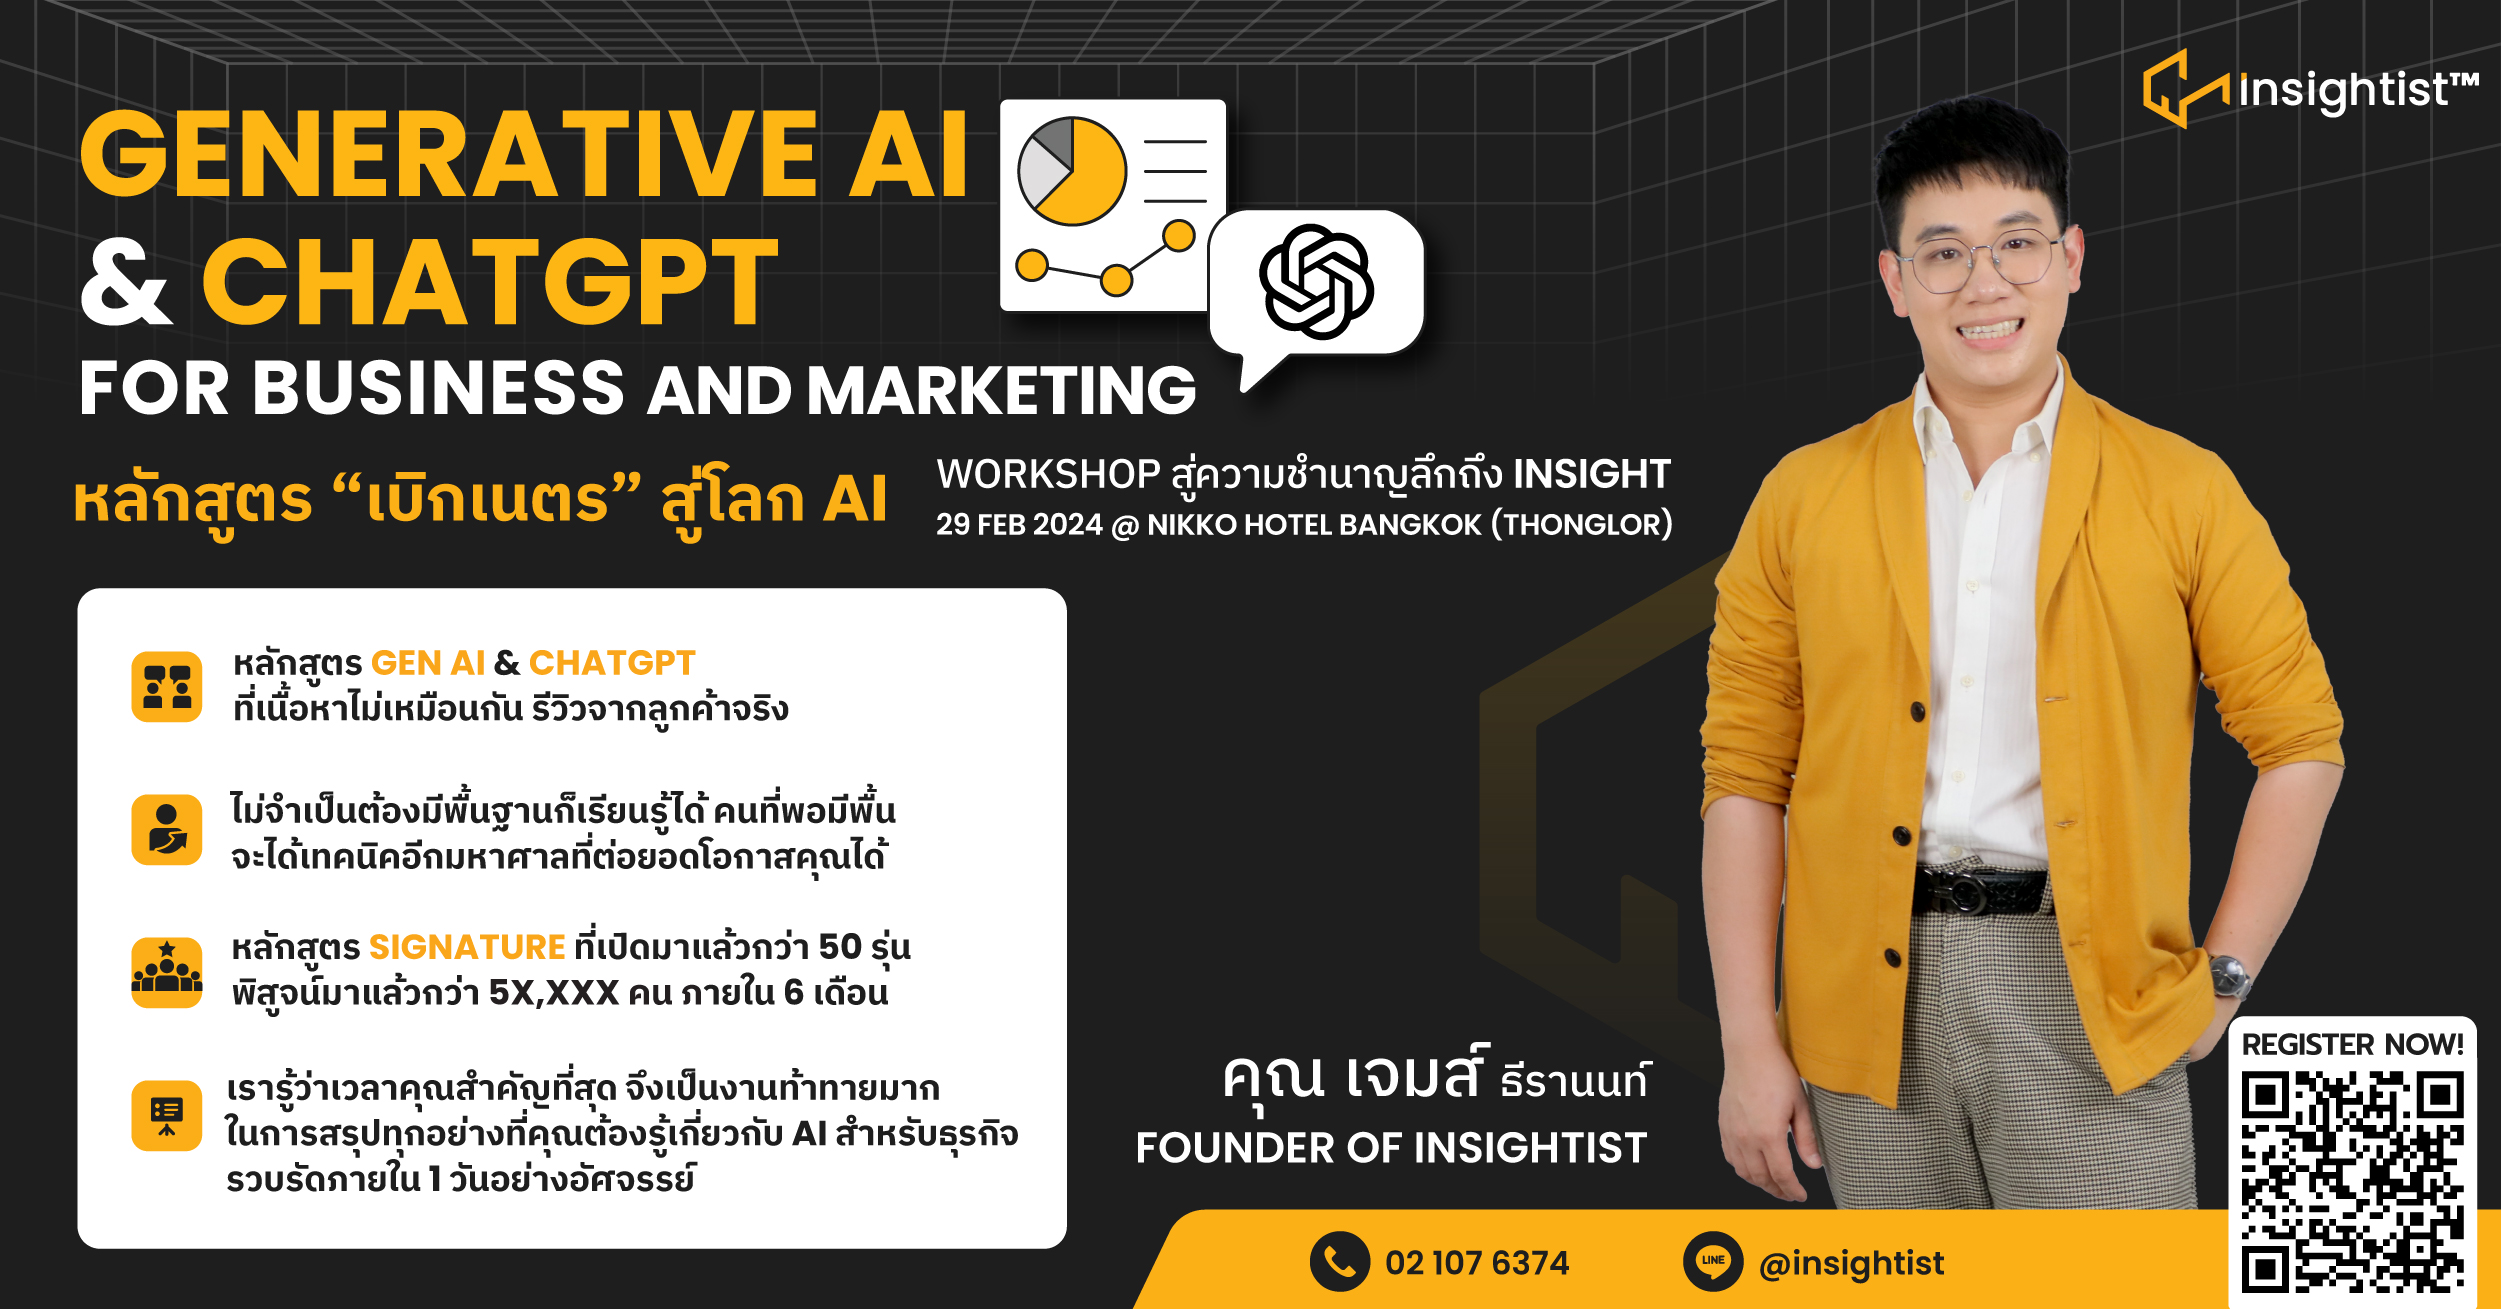 Insightist™
GENERATIVE AI
& CHATGPT
FOR BUSINESS AND MARKETING
หลักสูตร “เบิกเนตร” สู่โลก AI
WORKSHOP สู่ความชำนาญลึกถึง INSIGHT
29 FEB 2024 @ NIKKO HOTEL BANGKOK (THONGLOR)
หลักสูตร GEN AI & CHATGPT
ที่เนื้อหาไม่เหมือนกัน รีวิวจากลูกค้าจริง
ไม่จำเป็นต้องมีพื้นฐานก็เรียนรู้ได้ คนที่พอมีพื้น
จะได้เทคนิคอีกมหาศาลที่ต่อยอดโอกาสคุณได้
หลักสูตร SIGNATURE ที่เปิดมาแล้วกว่า 50 รุ่น
พิสูจน์มาแล้วกว่า 5X,XXX คน ภายใน 6 เดือน
เรารู้ว่าเวลาคุณสำคัญที่สุด จึงเป็นงานท้าทายมาก
ในการสรุปทุกอย่างที่คุณต้องรู้เกี่ยวกับ AI สำหรับธุรกิจ
รวบรัดภายใน 1 วันอย่างอัศจรรย์
คุณ เจมส์ ธีรานนท์
FOUNDER OF INSIGHTIST
REGISTER NOW!
02 107 6374
LINE
@insightist